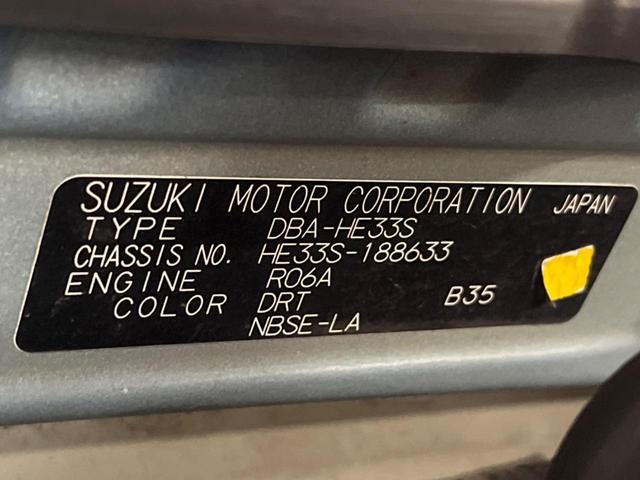 SUZUKI MOTOR CORPORATION JAPAN
TYPE DBA-HE33S
CHASSIS NO. HE33S-188633
ENGINE R06A
COLOR DRT B35
NBSE-LA